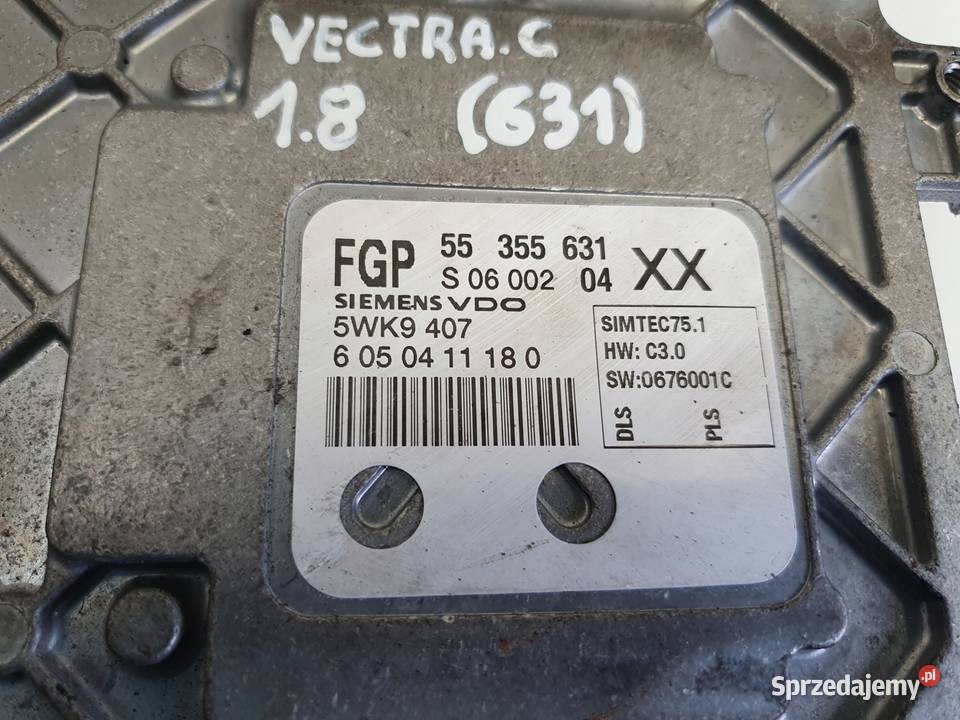 VECTRA.C
1.8 (631)
FGP 55 355 631 XX
S 06 002 04
SIEMENS VDO
5WK9 407
6 05 04 11 18 0
SIMTEC75.1
HW: C3.0
SW:0676001C
DLS PLS
Sprzedajemy.pl